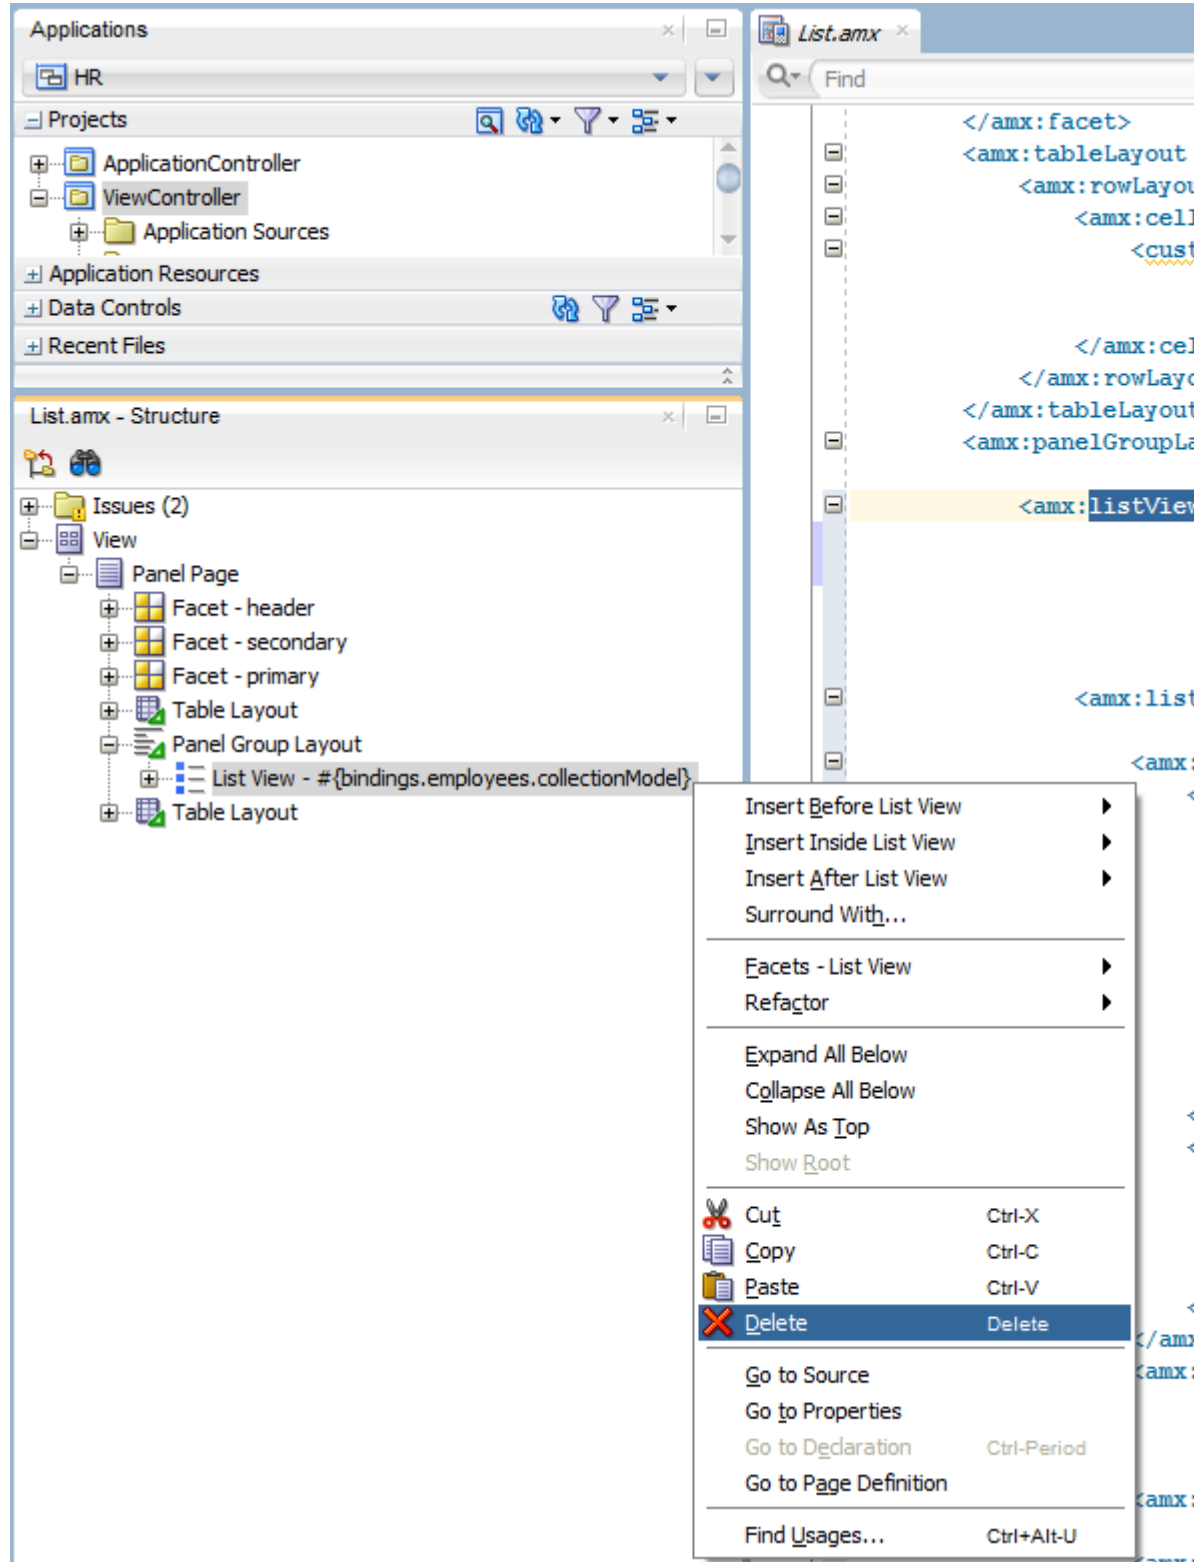 Applications
HR
Projects
ApplicationController
ViewController
Application Sources
Application Resources
Data Controls
Recent Files
List.amx - Structure
Issues (2)
View
Panel Page
Facet - header
Facet - secondary
Facet - primary
Table Layout
Panel Group Layout
List View - #{bindings.employees.collectionModel}
Table Layout
List.amx
Find
</amx:facet>
<amx:tableLayout
<amx:rowLayou
<amx:cell
<cust
</amx:cel
</amx:rowLayo
</amx:tableLayout
<amx:panelGroupLa
<amx:listView
<amx:list
<amx:
<
Insert Before List View
Insert Inside List View
Insert After List View
Surround With...
Facets - List View
Refactor
Expand All Below
Collapse All Below
Show As Top
Show Root
Cut Ctrl-X
Copy Ctrl-C
Paste Ctrl-V
Delete Delete
Go to Source
Go to Properties
Go to Declaration Ctrl-Period
Go to Page Definition
Find Usages... Ctrl+Alt-U
<
<
<
</amx
<amx:
<amx: